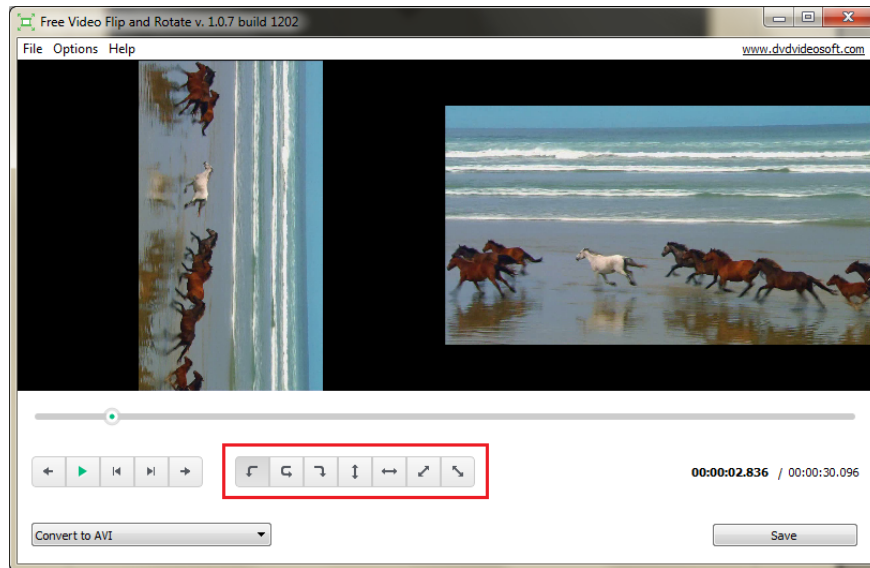 Free Video Flip and Rotate v. 1.0.7 build 1202
File Options Help www.dvdvideosoft.com
00:00:02.836 / 00:00:30.096
Convert to AVI Save